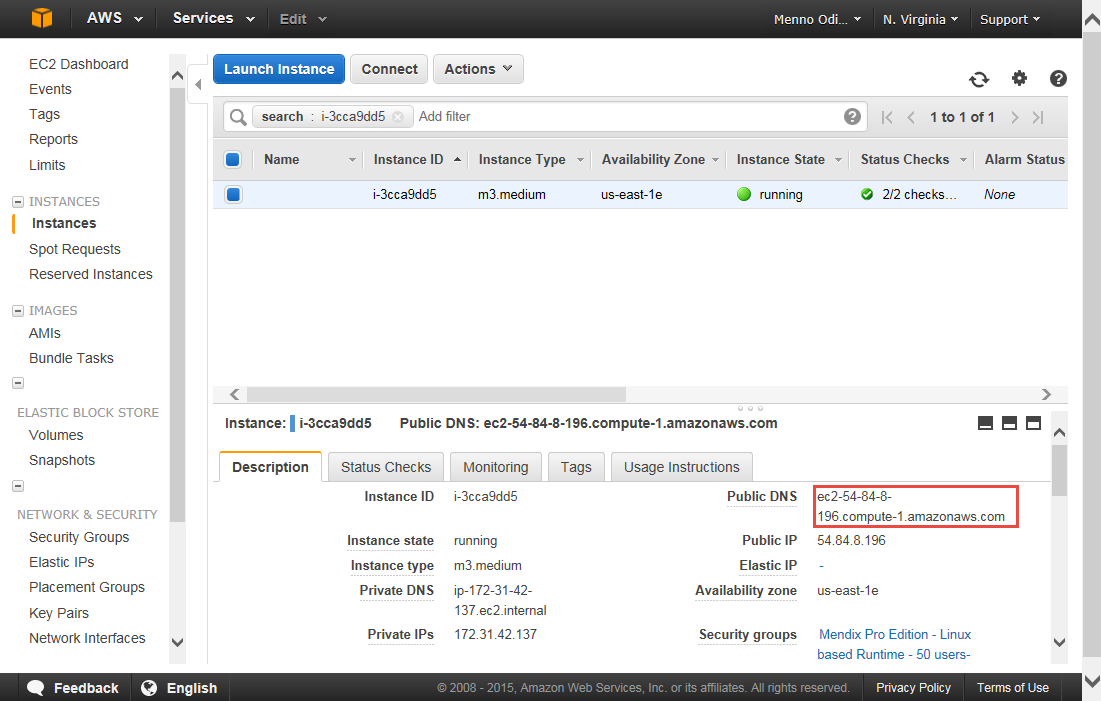 AWS Services Edit Menno Odi... N. Virginia Support
EC2 Dashboard
Events
Tags
Reports
Limits
INSTANCES
Instances
Spot Requests
Reserved Instances
IMAGES
AMIs
Bundle Tasks
ELASTIC BLOCK STORE
Volumes
Snapshots
NETWORK & SECURITY
Security Groups
Elastic IPs
Placement Groups
Key Pairs
Network Interfaces
Launch Instance Connect Actions
search : i-3cca9dd5 Add filter 1 to 1 of 1
Name Instance ID Instance Type Availability Zone Instance State Status Checks Alarm Status
i-3cca9dd5 m3.medium us-east-1e running 2/2 checks... None
Instance: i-3cca9dd5 Public DNS: ec2-54-84-8-196.compute-1.amazonaws.com
Description Status Checks Monitoring Tags Usage Instructions
Instance ID i-3cca9dd5
Instance state running
Instance type m3.medium
Private DNS ip-172-31-42-
137.ec2.internal
Private IPs 172.31.42.137
Public DNS ec2-54-84-8-
196.compute-1.amazonaws.com
Public IP 54.84.8.196
Elastic IP -
Availability zone us-east-1e
Security groups Mendix Pro Edition - Linux
based Runtime - 50 users-
Feedback English © 2008 - 2015, Amazon Web Services, Inc. or its affiliates. All rights reserved. Privacy Policy Terms of Use